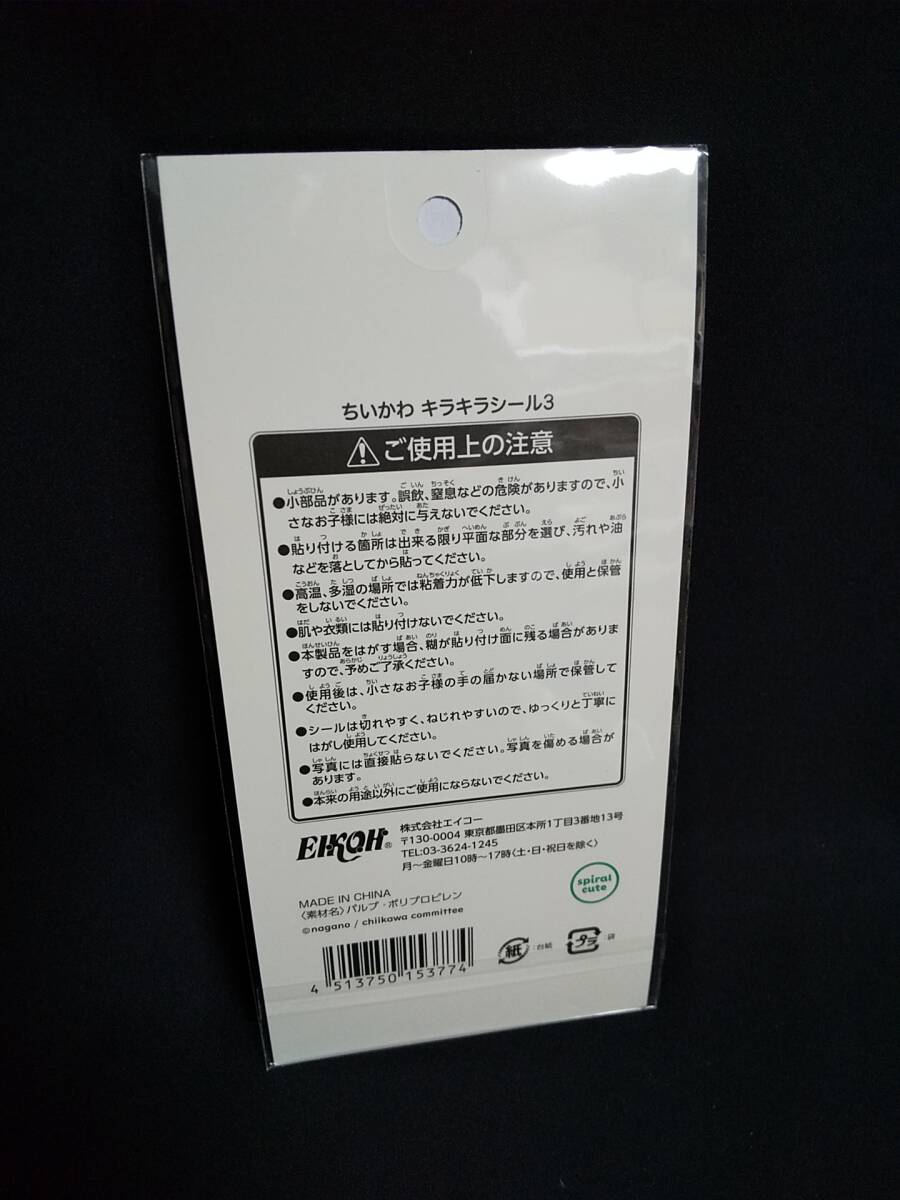 ちいかわ キラキラシール3
ご使用上の注意
●小部品があります。誤飲、窒息などの危険がありますので、小
さなお子様には絶対に与えないでください。
●貼り付ける箇所は出来る限り平面な部分を選び、汚れや油
などを落としてから貼ってください。
●高温、多湿の場所では粘着力が低下しますので、使用と保管
をしないでください。
●肌や衣類には貼り付けないでください。
●本製品をはがす場合、糊が貼り付け面に残る場合がありま
すので、予めご了承ください。
●使用後は、小さなお子様の手の届かない場所で保管して
ください。
●シールは切れやすく、ねじれやすいので、ゆっくりと丁寧に
はがし使用してください。
●写真には直接貼らないでください。写真を傷める場合が
あります。
●本来の用途以外にご使用にならないでください。
EIKOH®
株式会社エイコー
〒130-0004 東京都墨田区本所1丁目3番地13号
TEL:03-3624-1245
月〜金曜日10時〜17時〈土・日・祝日を除く〉
spiral
cute
MADE IN CHINA
〈素材名〉パルプ・ポリプロピレン
©nagano / chiikawa committee
4 513750 153774
紙 :台紙
プラ :袋